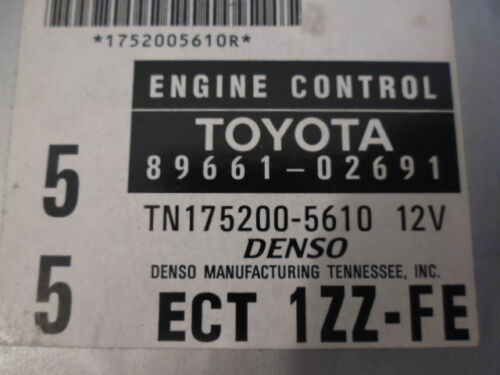 *1752005610R*
ENGINE CONTROL
TOYOTA
89661-02691
5
TN175200-5610 12V
DENSO
5
DENSO MANUFACTURING TENNESSEE, INC.
ECT 1ZZ-FE